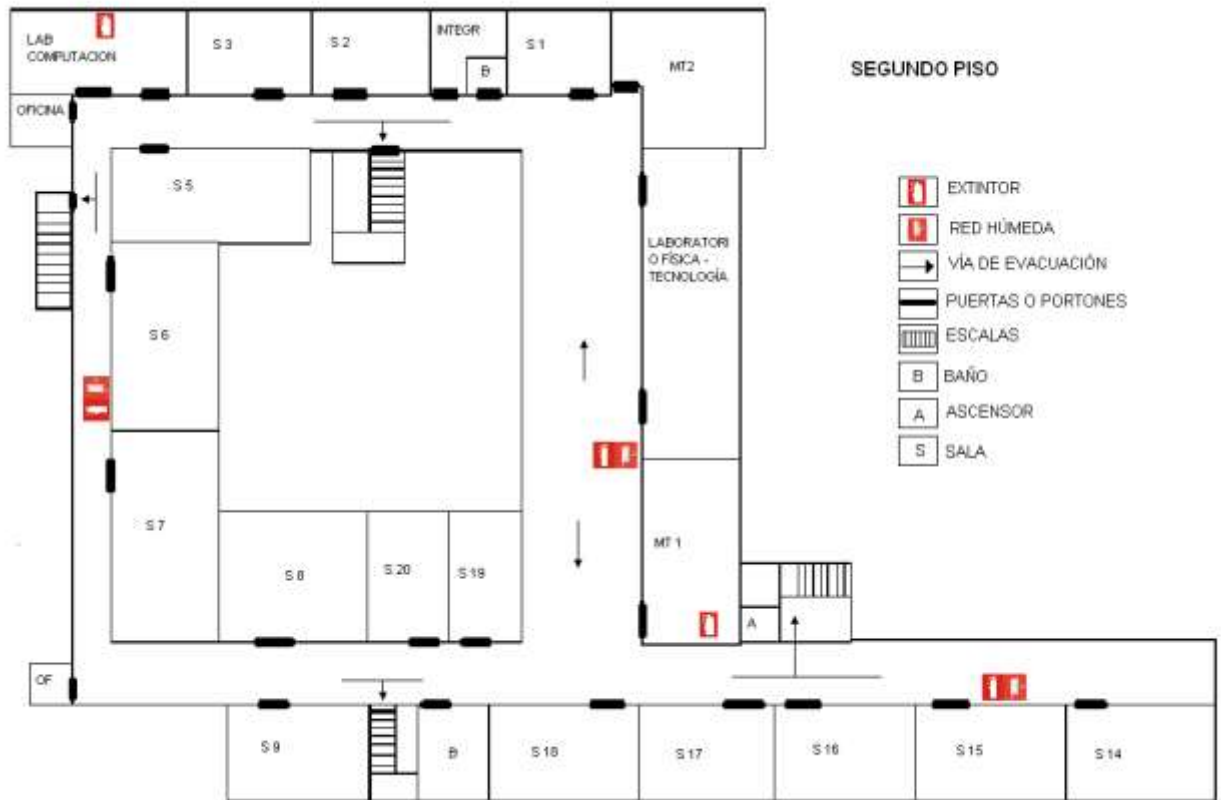 LAB
COMPUTACION
S 3
S 2
INTEGR
B
S 1
MT2
SEGUNDO PISO
OFICINA
S 5
EXTINTOR
RED HÚMEDA
VÍA DE EVACUACIÓN
PUERTAS O PORTONES
ESCALAS
B BAÑO
A ASCENSOR
S SALA
LABORATORI
O FÍSICA -
TECNOLOGÍA
S 6
S 7
S 8
S 20
S 19
MT 1
A
OF
S 9
B
S 18
S 17
S 16
S 15
S 14